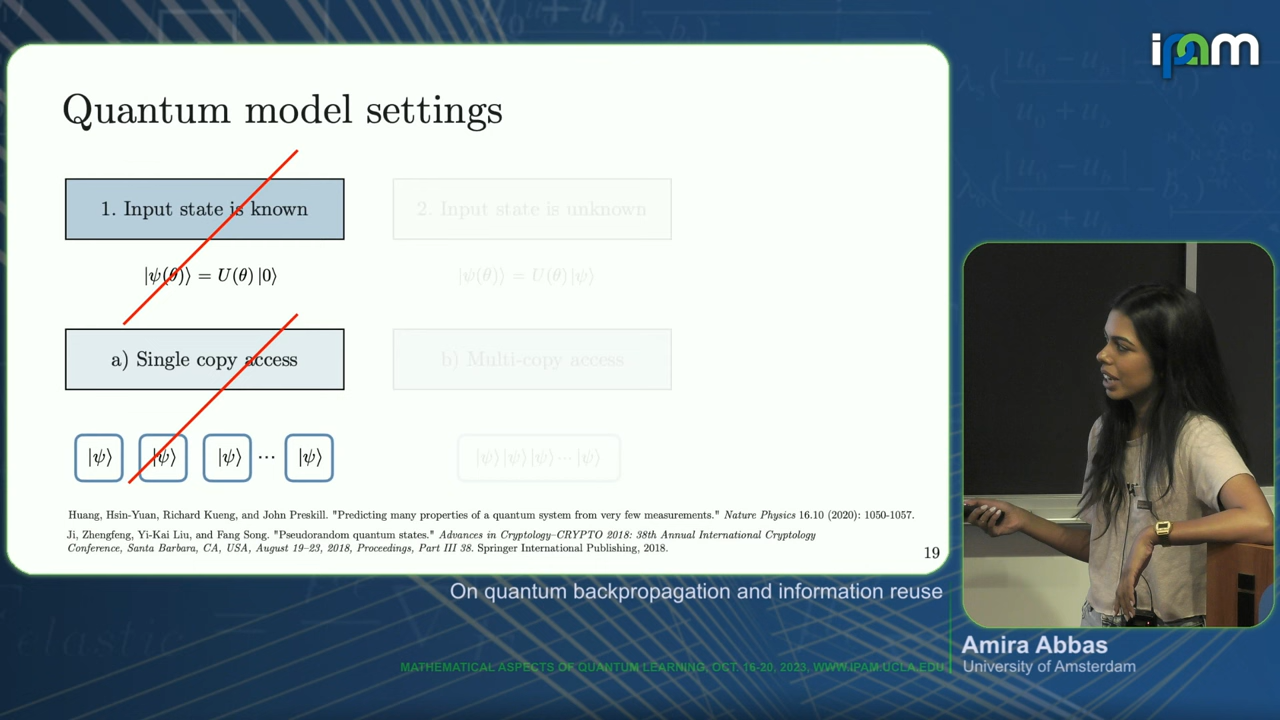 ipam
Quantum model settings
1. Input state is known
2. Input state is unknown
|ψ(θ)⟩ = U(θ) |0⟩
|ψ(θ)⟩ = U(θ) |ψ⟩
a) Single copy access
b) Multi-copy access
|ψ⟩ |ψ⟩ |ψ⟩ ··· |ψ⟩
|ψ⟩ |ψ⟩ |ψ⟩ ··· |ψ⟩
Huang, Hsin-Yuan, Richard Kueng, and John Preskill. "Predicting many properties of a quantum system from very few measurements." Nature Physics 16.10 (2020): 1050-1057.
Ji, Zhengfeng, Yi-Kai Liu, and Fang Song. "Pseudorandom quantum states." Advances in Cryptology–CRYPTO 2018: 38th Annual International Cryptology
Conference, Santa Barbara, CA, USA, August 19–23, 2018, Proceedings, Part III 38. Springer International Publishing, 2018.
19
On quantum backpropagation and information reuse
Amira Abbas
University of Amsterdam
MATHEMATICAL ASPECTS OF QUANTUM LEARNING, OCT. 16-20, 2023, WWW.IPAM.UCLA.EDU
elastic